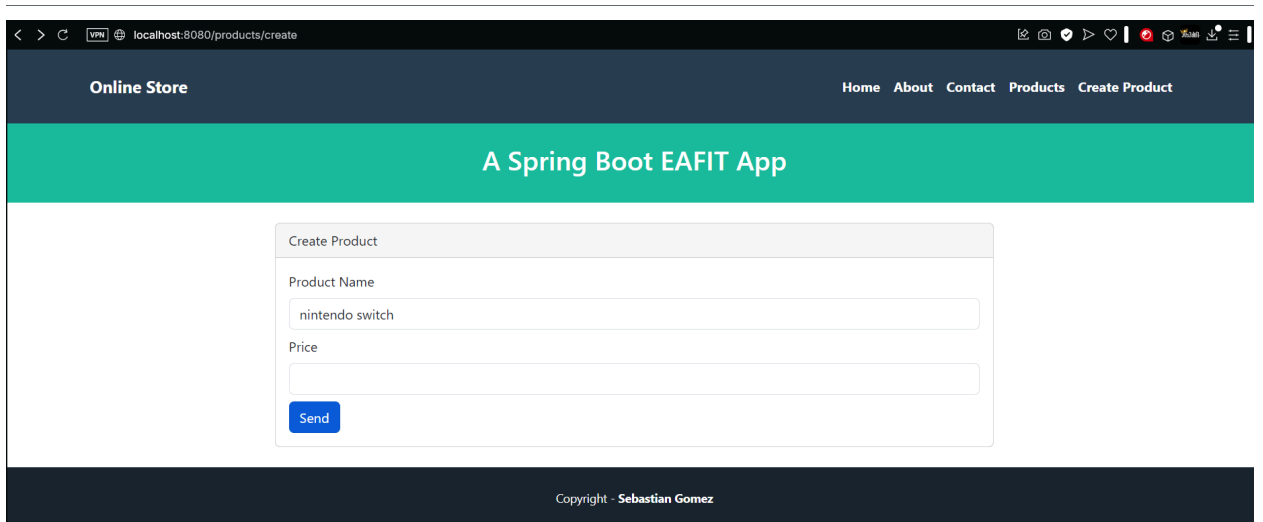 VPN localhost:8080/products/create
Online Store Home About Contact Products Create Product
A Spring Boot EAFIT App
Create Product
Product Name
nintendo switch
Price
Send
Copyright - Sebastian Gomez